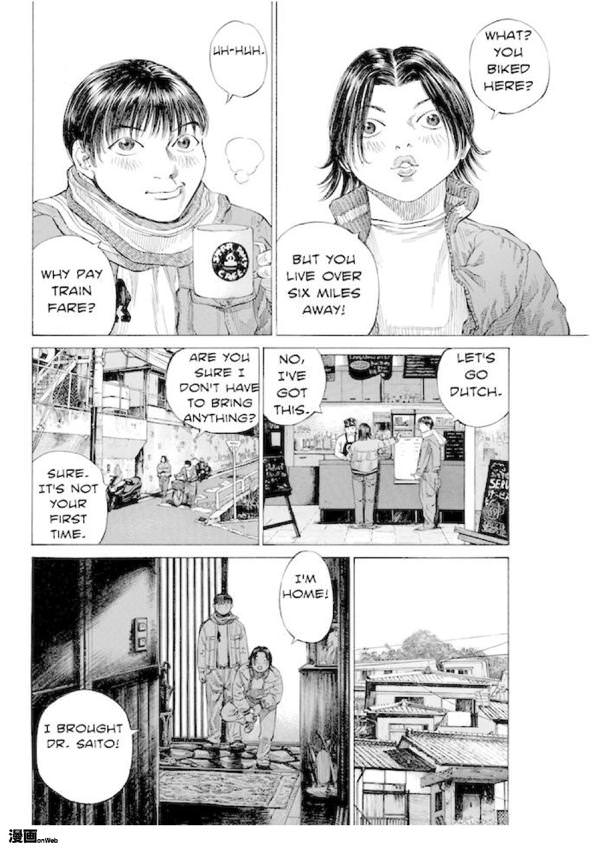 WHAT?
YOU
BIKED
HERE?
BUT YOU
LIVE OVER
SIX MILES
AWAY!
UH-HUH.
WHY PAY
TRAIN
FARE?
LET'S
GO
DUTCH.
NO,
I'VE
GOT
THIS.
ARE YOU
SURE I
DON'T HAVE
TO BRING
ANYTHING?
SURE.
IT'S NOT
YOUR
FIRST
TIME.
I'M
HOME!
I BROUGHT
DR. SAITO!
漫画 onWeb